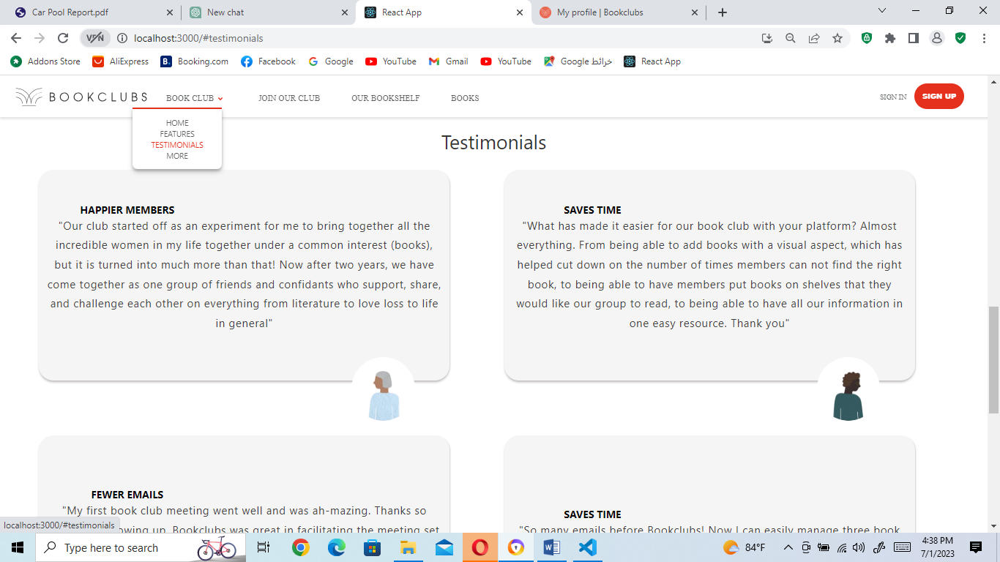 Car Pool Report.pdf
New chat
React App
My profile | Bookclubs
VPN
localhost:3000/#testimonials
Addons Store
AliExpress
B.
Booking.com
Facebook
Google
YouTube
Gmail
YouTube
خرائط Google
React App
BOOKCLUBS
BOOK CLUB
JOIN OUR CLUB
OUR BOOKSHELF
BOOKS
SIGN IN
SIGN UP
HOME
FEATURES
TESTIMONIALS
MORE
Testimonials
HAPPIER MEMBERS
"Our club started off as an experiment for me to bring together all the
incredible women in my life together under a common interest (books),
but it is turned into much more than that! Now after two years, we have
come together as one group of friends and confidants who support, share,
and challenge each other on everything from literature to love loss to life
in general"
SAVES TIME
"What has made it easier for our book club with your platform? Almost
everything. From being able to add books with a visual aspect, which has
helped cut down on the number of times members can not find the right
book, to being able to have members put books on shelves that they
would like our group to read, to being able to have all our information in
one easy resource. Thank you"
FEWER EMAILS
"My first book club meeting went well and was ah-mazing. Thanks so
up. Bookclubs was great in facilitating the meeting set
SAVES TIME
"So many emails before Bookclubs! Now I can easily manage three book
localhost:3000/#testimonials
Type here to search
84°F
4:38 PM
7/1/2023